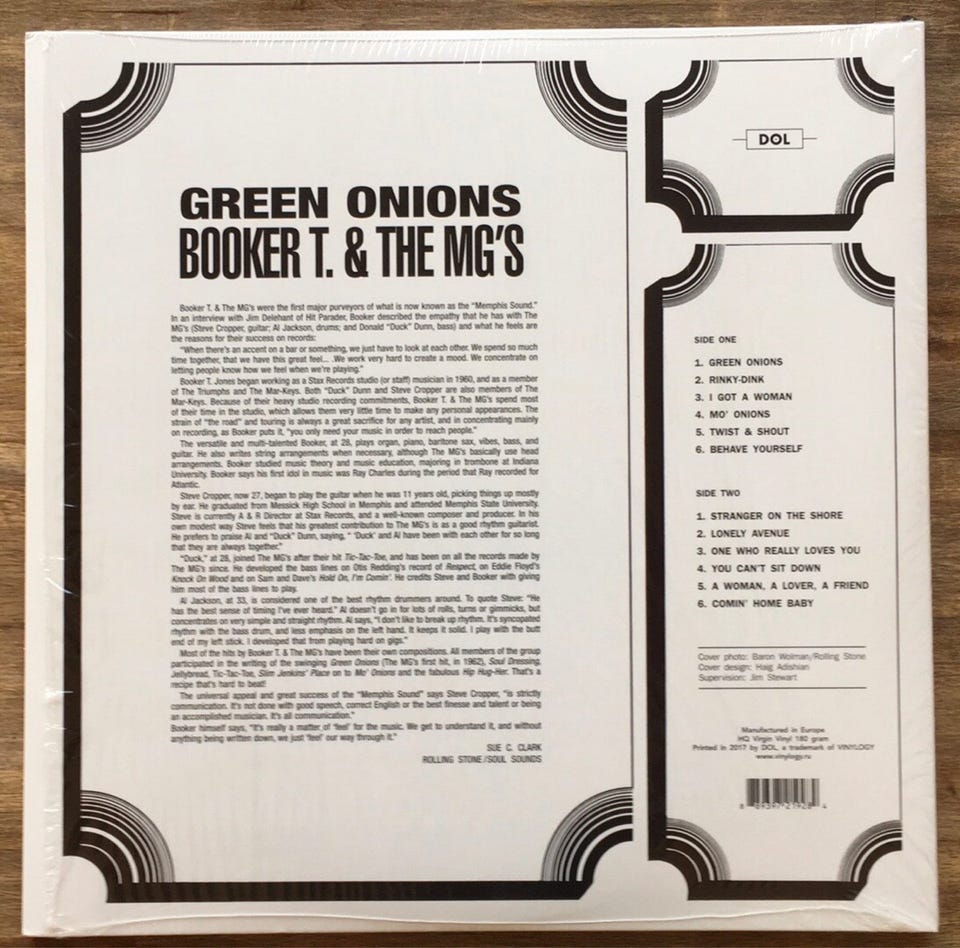 GREEN ONIONS
BOOKER T. & THE MG'S
Booker T. & The MG's were the first major purveyors of what is now known as the "Memphis Sound."
In an interview with Jim Delehant of Hit Parader, Booker described the empathy that he has with The
MG's (Steve Cropper, guitar; Al Jackson, drums; and Donald "Duck" Dunn, bass) and what he feels are
the reasons for their success on records:
"When there's an accent on a bar or something, we just have to look at each other. We spend so much
time together, that we have this great feel... .We work very hard to create a mood. We concentrate on
letting people know how we feel when we're playing."
Booker T. Jones began working as a Stax Records studio (or staff) musician in 1960, and as a member
of The Triumphs and The Mar-Keys. Both "Duck" Dunn and Steve Cropper are also members of The
Mar-Keys. Because of their heavy studio recording commitments, Booker T. & The MG's spend most
of their time in the studio, which allows them very little time to make any personal appearances. The
strain of "the road" and touring is always a great sacrifice for any artist, and in concentrating mainly
on recording, as Booker puts it, "you only need your music in order to reach people."
The versatile and multi-talented Booker, at 28, plays organ, piano, baritone sax, vibes, bass, and
guitar. He also writes string arrangements when necessary, although The MG's basically use head
arrangements. Booker studied music theory and music education, majoring in trombone at Indiana
University. Booker says his first idol in music was Ray Charles during the period that Ray recorded for
Atlantic.
Steve Cropper, now 27, began to play the guitar when he was 11 years old, picking things up mostly
by ear. He graduated from Messick High School in Memphis and attended Memphis State University.
Steve is currently A & R Director at Stax Records, and a well-known composer and producer. In his
own modest way Steve feels that his greatest contribution to The MG's is as a good rhythm guitarist.
He prefers to praise Al and "Duck" Dunn, saying, "'Duck' and Al have been with each other for so long
that they are always together."
"Duck," at 28, joined The MG's after their hit Tic-Tac-Toe, and has been on all the records made by
The MG's since. He developed the bass lines on Otis Redding's record of Respect, on Eddie Floyd's
Knock On Wood and on Sam and Dave's Hold On, I'm Comin'. He credits Steve and Booker with giving
him most of the bass lines to play.
Al Jackson, at 33, is considered one of the best rhythm drummers around. To quote Steve: "He
has the best sense of timing I've ever heard." Al doesn't go in for lots of rolls, turns or gimmicks, but
concentrates on very simple and straight rhythm. Al says, "I don't like to break up rhythm. It's syncopated
rhythm with the bass drum, and less emphasis on the left hand. It keeps it solid. I play with the butt
end of my left stick. I developed that from playing hard on gigs."
Most of the hits by Booker T. & The MG's have been their own compositions. All members of the group
participated in the writing of the swinging Green Onions (The MG's first hit, in 1962), Soul Dressing,
Jellybread, Tic-Tac-Toe, Slim Jenkins' Place on to Mo' Onions and the fabulous Hip Hug-Her. That's a
recipe that's hard to beat!
The universal appeal and great success of the "Memphis Sound" says Steve Cropper, "is strictly
communication. It's not done with good speech, correct English or the best finesse and talent or being
an accomplished musician. It's all communication."
Booker himself says, "It's really a matter of 'feel' for the music. We get to understand it, and without
anything being written down, we just 'feel' our way through it."
SUE C. CLARK
ROLLING STONE/SOUL SOUNDS
DOL
SIDE ONE
1. GREEN ONIONS
2. RINKY-DINK
3. I GOT A WOMAN
4. MO' ONIONS
5. TWIST & SHOUT
6. BEHAVE YOURSELF
SIDE TWO
1. STRANGER ON THE SHORE
2. LONELY AVENUE
3. ONE WHO REALLY LOVES YOU
4. YOU CAN'T SIT DOWN
5. A WOMAN, A LOVER, A FRIEND
6. COMIN' HOME BABY
Cover photo: Baron Wolman/Rolling Stone
Cover design: Haig Adishian
Supervision: Jim Stewart
Manufactured in Europe
HQ Virgin Vinyl 180 gram
Printed in 2017 by DOL, a trademark of VINYLOGY
www.vinylogy.ru
8 4